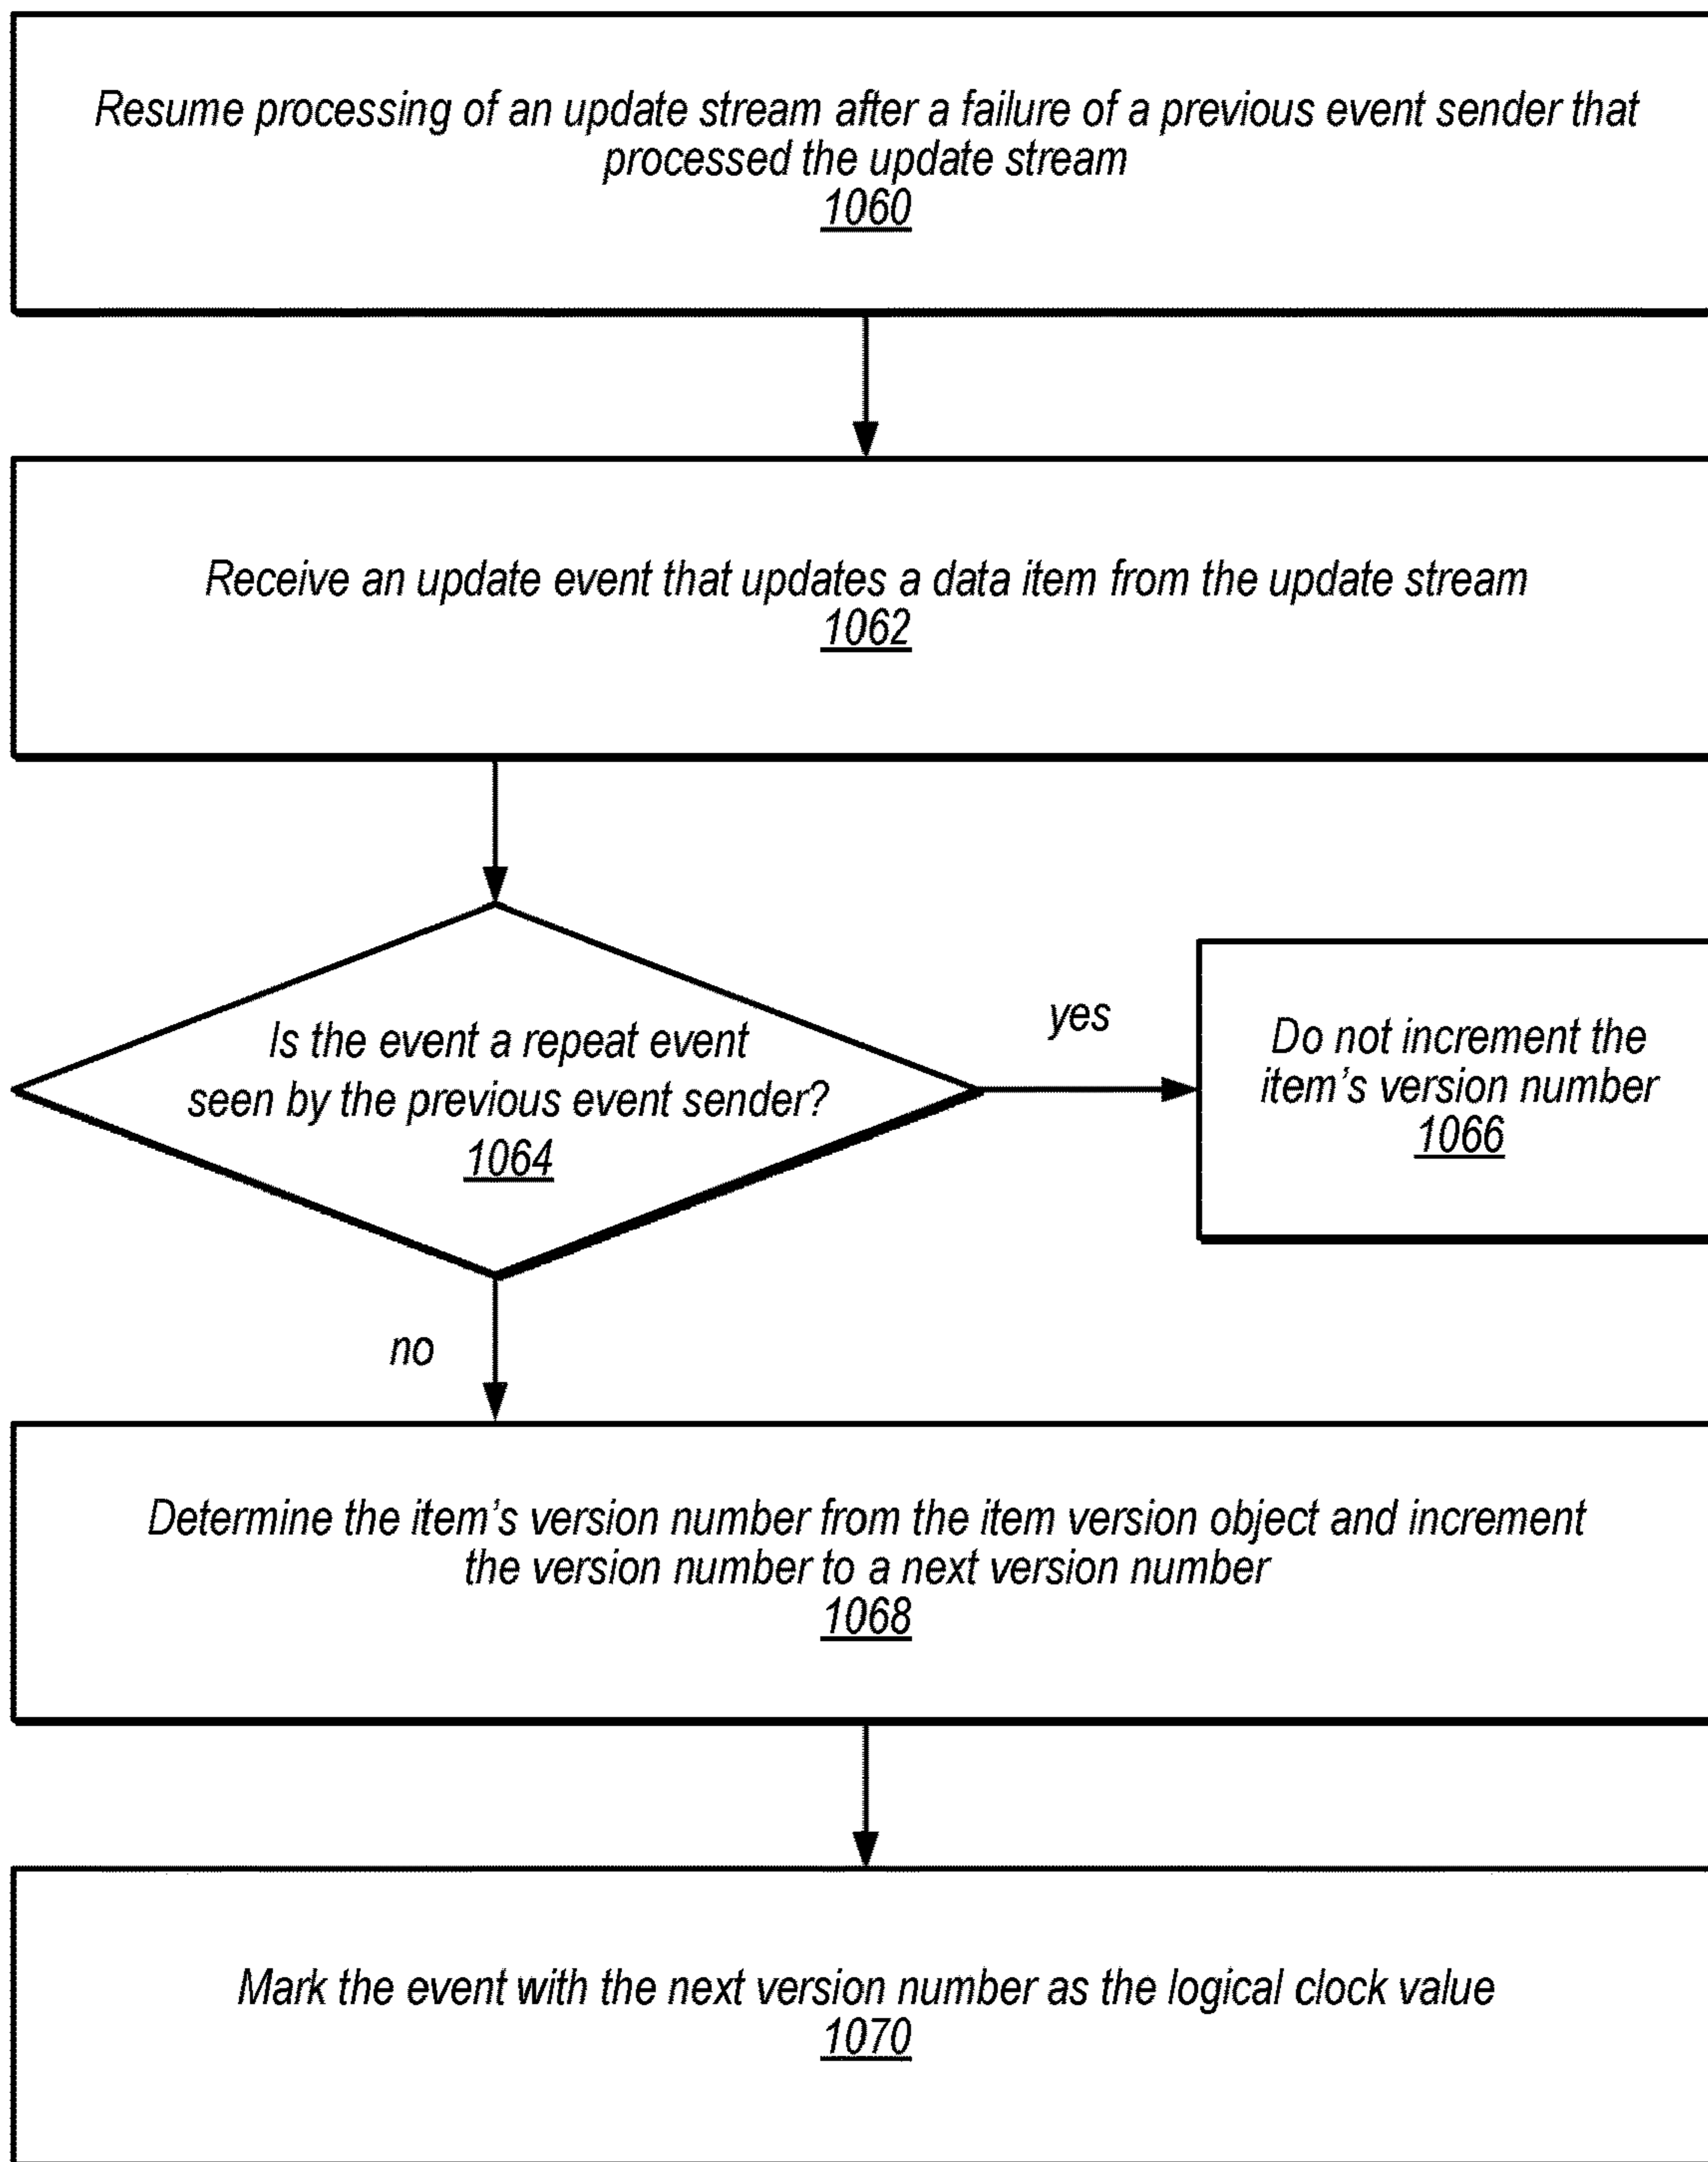 Resume processing of an update stream after a failure of a previous event sender that
processed the update stream
1060
Receive an update event that updates a data item from the update stream
1062
Is the event a repeat event
seen by the previous event sender?
1064
yes
Do not increment the
item's version number
1066
no
Determine the item's version number from the item version object and increment
the version number to a next version number
1068
Mark the event with the next version number as the logical clock value
1070